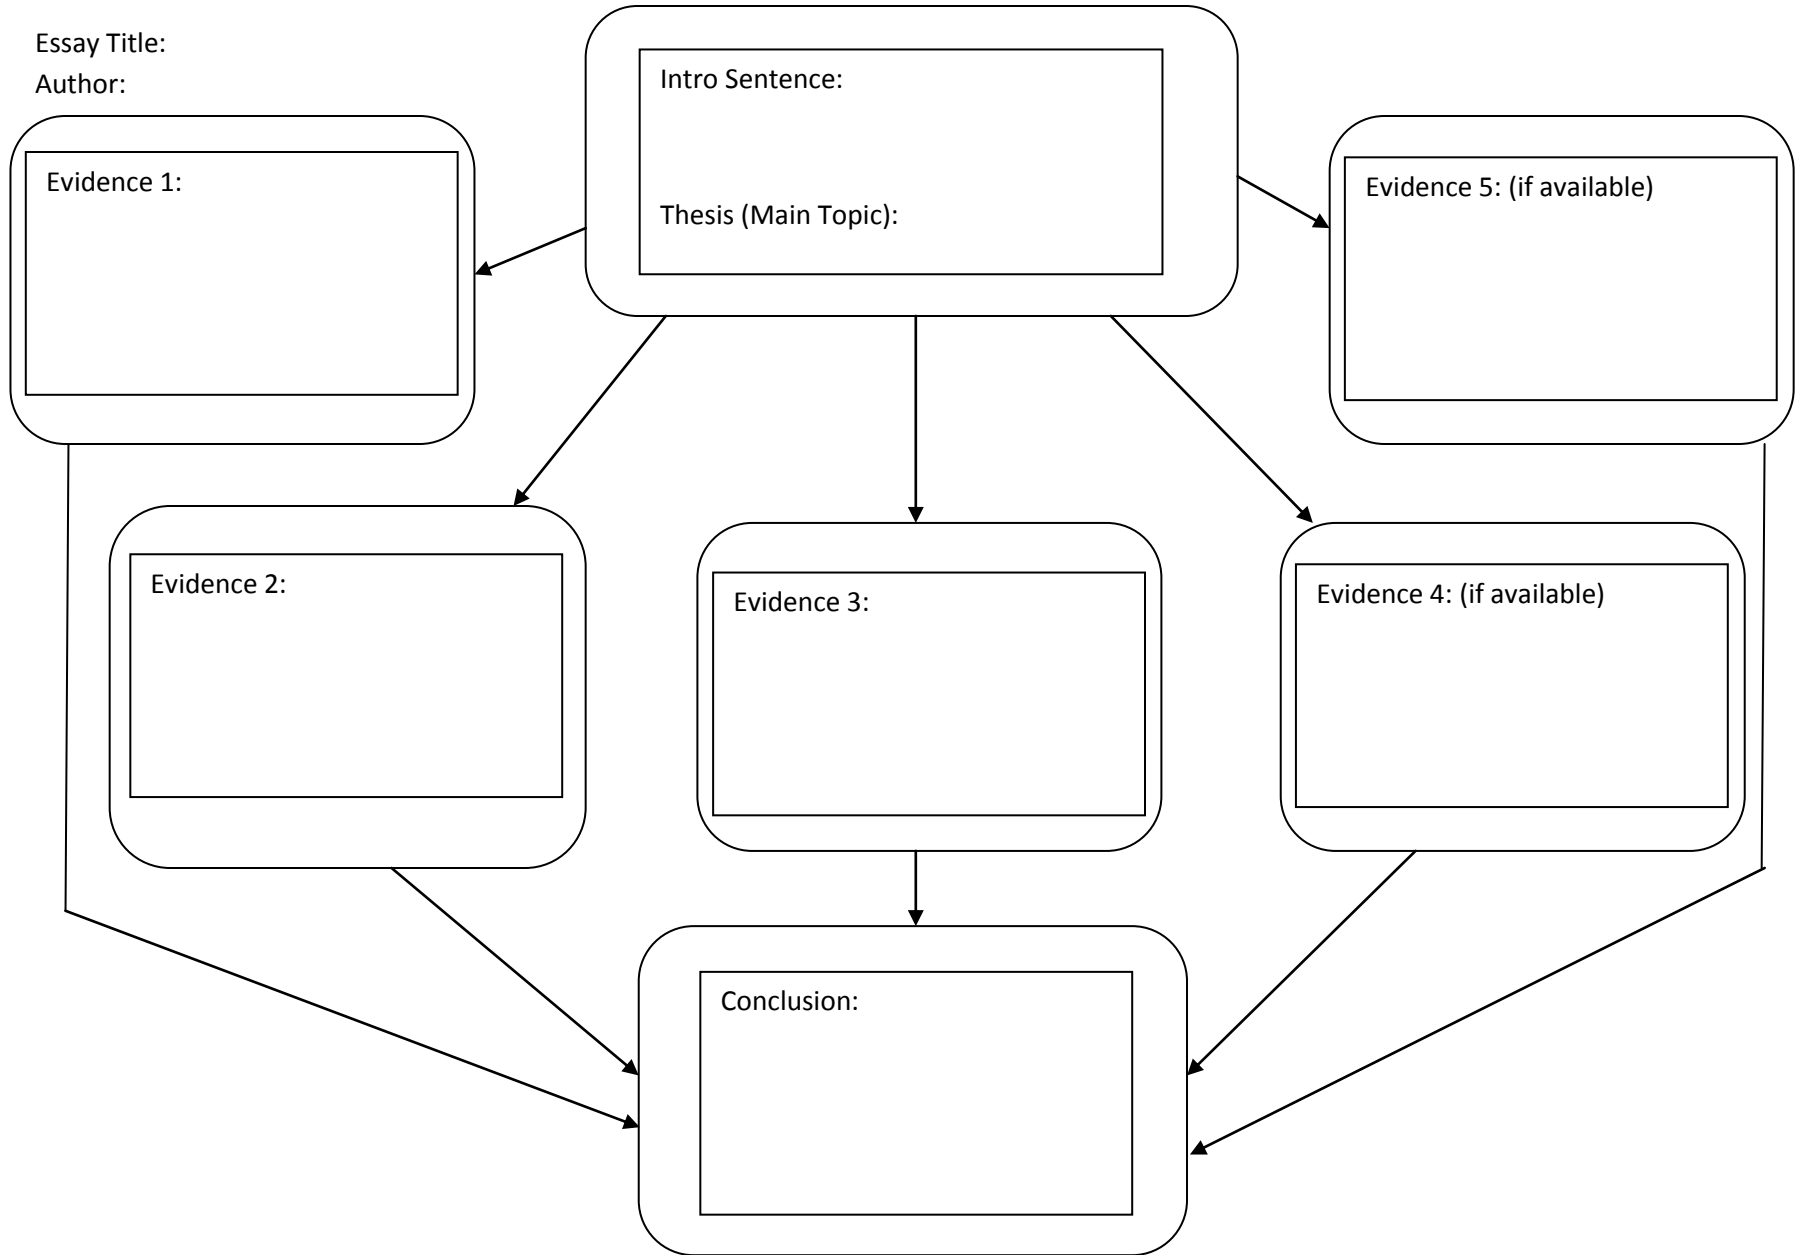 Essay Title:
Author:
Intro Sentence:
Thesis (Main Topic):
Evidence 1:
Evidence 5: (if available)
Evidence 2:
Evidence 3:
Evidence 4: (if available)
Conclusion: